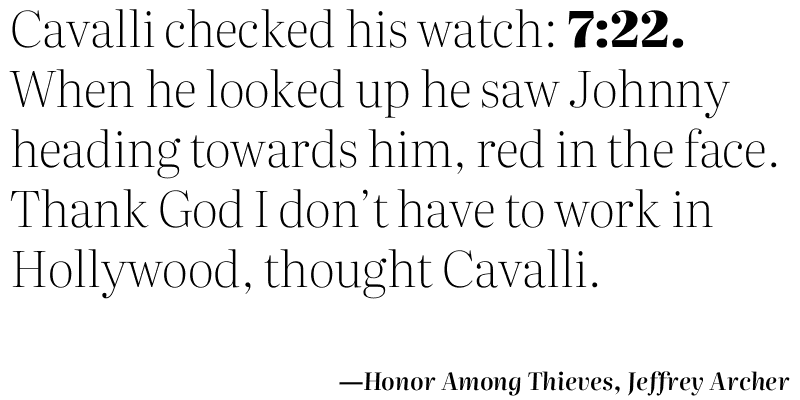 Cavalli checked his watch: 7:22.
When he looked up he saw Johnny
heading towards him, red in the face.
Thank God I don’t have to work in
Hollywood, thought Cavalli.
—Honor Among Thieves, Jeffrey Archer